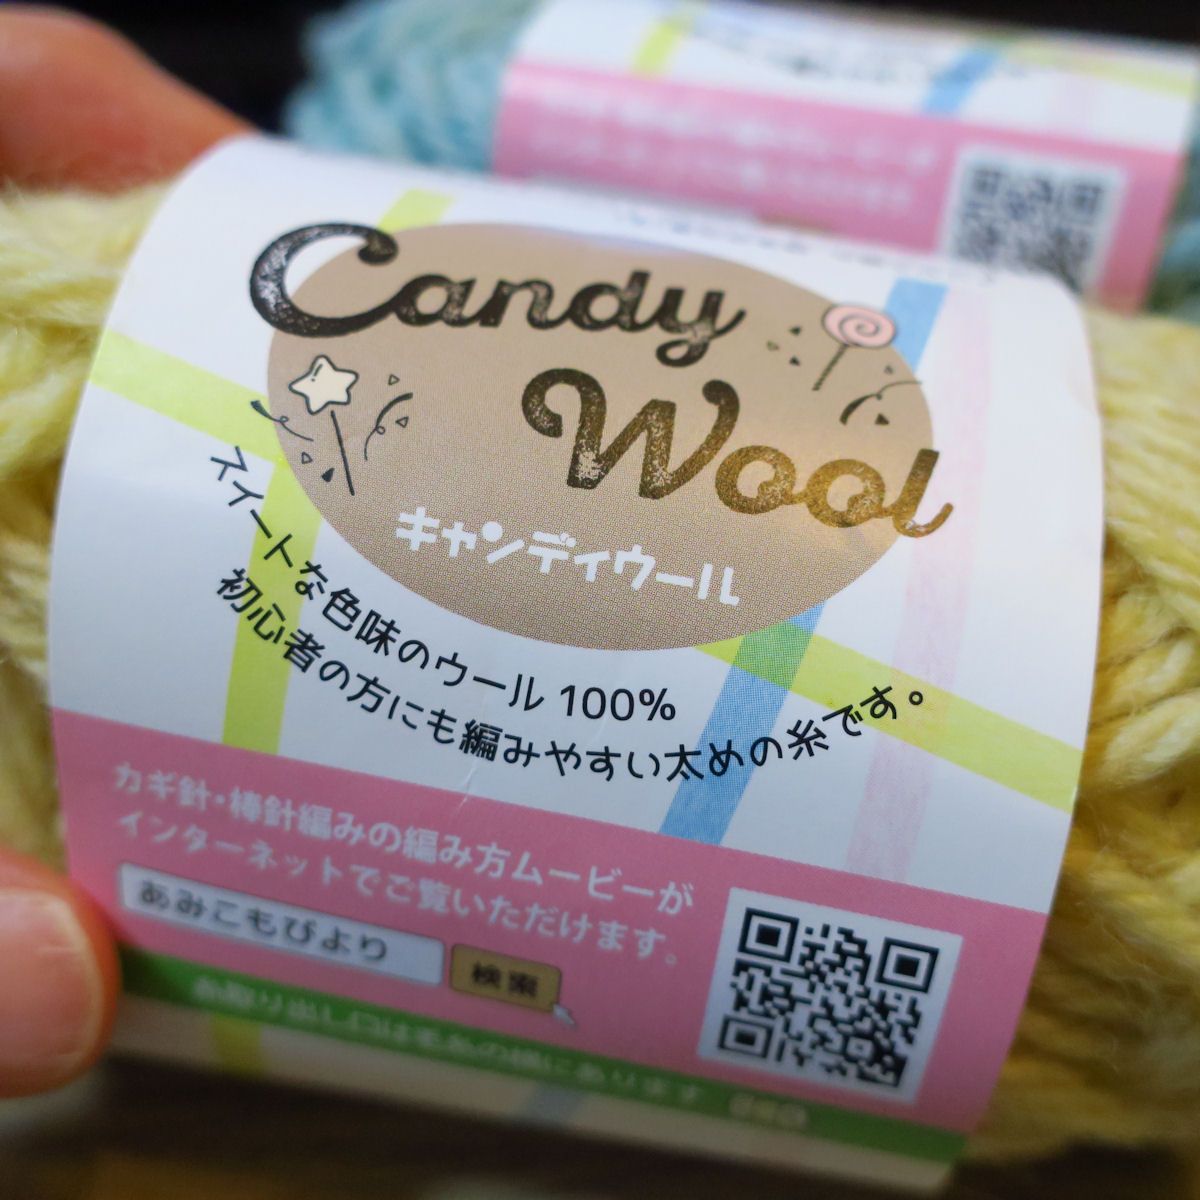 Candy
Wool
キャンディウール
スイートな色味のウール100%
初心者の方にも編みやすい太めの糸です。
カギ針・棒針編みの編み方ムービーが
インターネットでご覧いただけます。
あみこもびより 検索